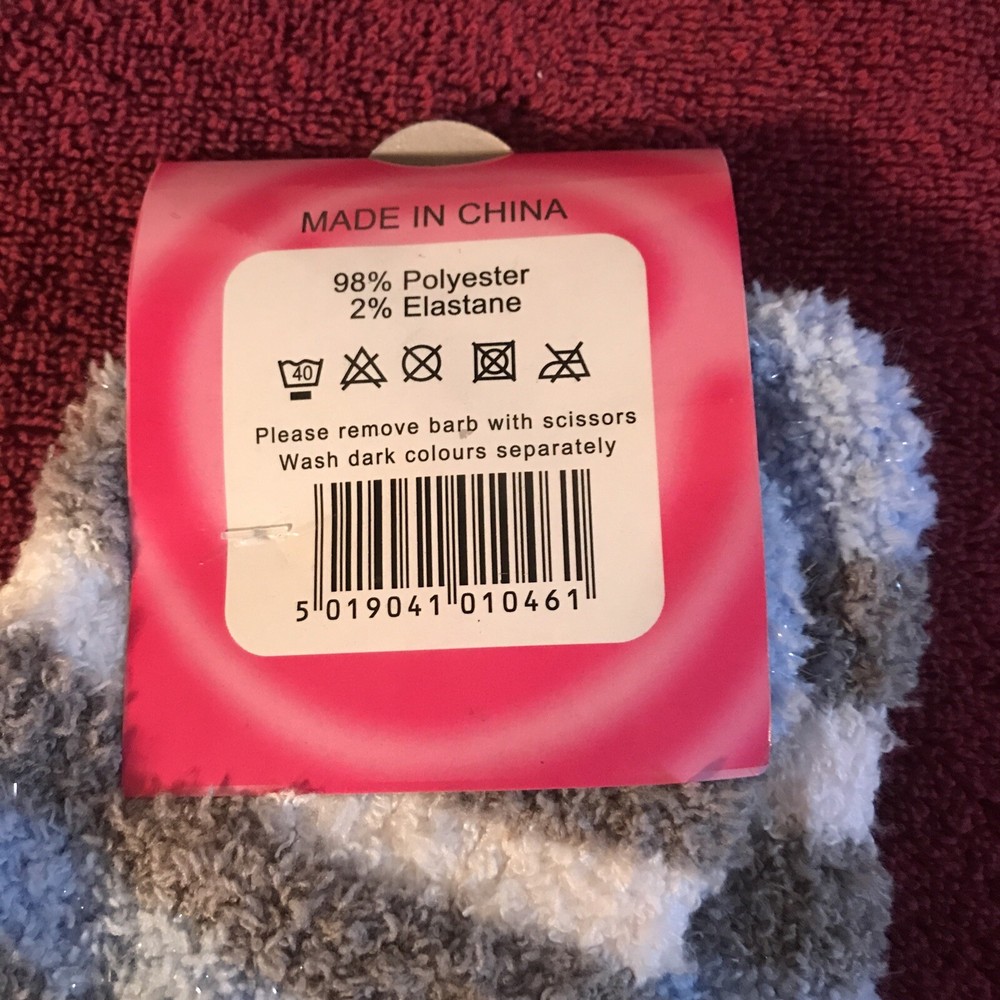 MADE IN CHINA
98% Polyester
2% Elastane
40
Please remove barb with scissors
Wash dark colours separately
5 019041 010461